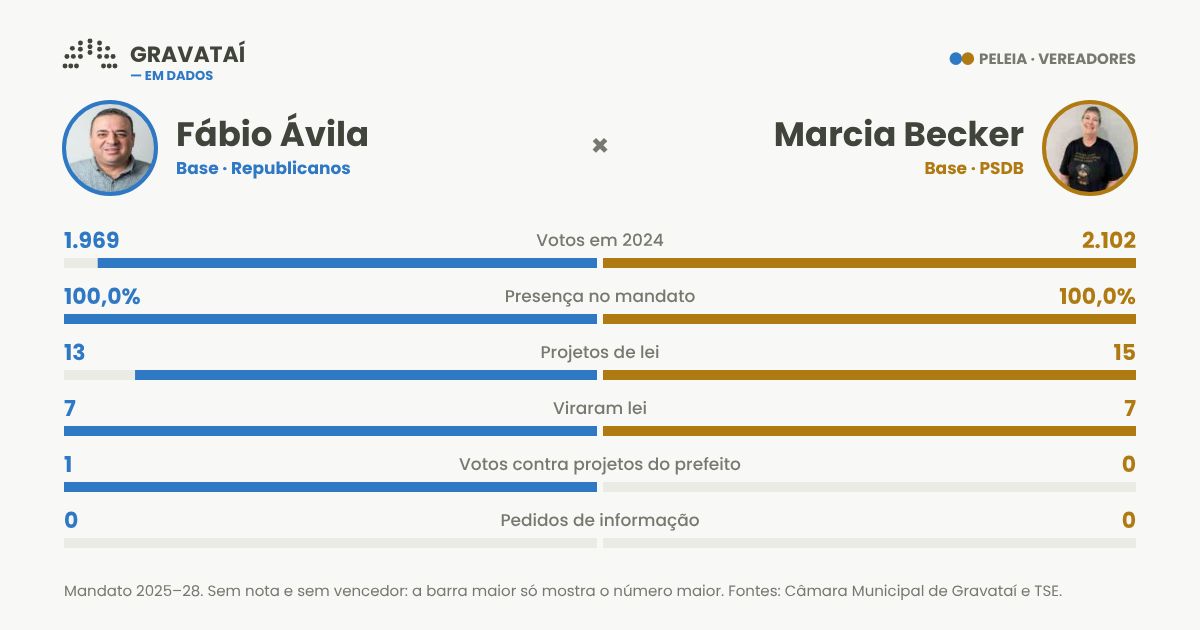 GRAVATAÍ
— EM DADOS
PELEIA · VEREADORES
Fábio Ávila
Base · Republicanos
×
Marcia Becker
Base · PSDB
1.969 Votos em 2024 2.102
100,0% Presença no mandato 100,0%
13 Projetos de lei 15
7 Viraram lei 7
1 Votos contra projetos do prefeito 0
0 Pedidos de informação 0
Mandato 2025–28. Sem nota e sem vencedor: a barra maior só mostra o número maior. Fontes: Câmara Municipal de Gravataí e TSE.